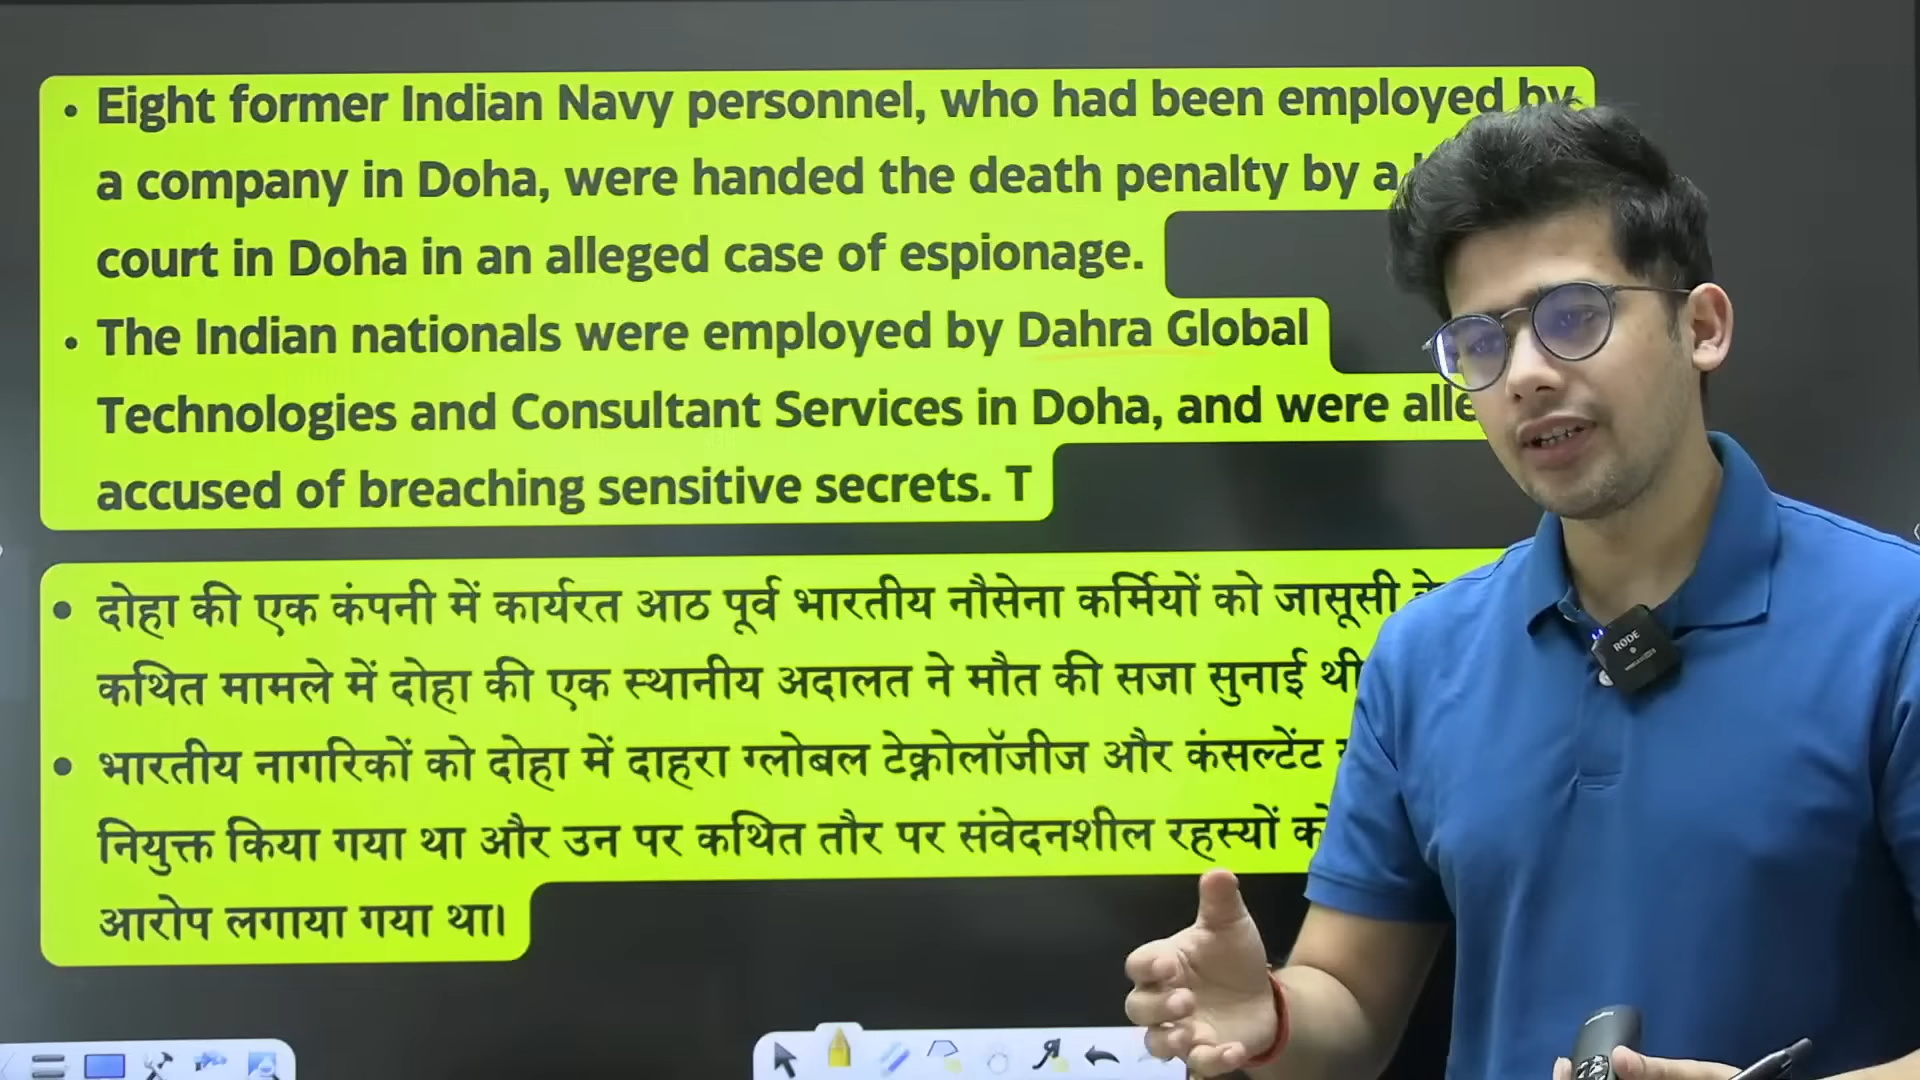 • Eight former Indian Navy personnel, who had been employed by
a company in Doha, were handed the death penalty by a
court in Doha in an alleged case of espionage.
• The Indian nationals were employed by Dahra Global
Technologies and Consultant Services in Doha, and were
accused of breaching sensitive secrets. T
• दोहा की एक कंपनी में कार्यरत आठ पूर्व भारतीय नौसेना कर्मियों को जासूसी
कथित मामले में दोहा की एक स्थानीय अदालत ने मौत की सजा सुनाई थी
• भारतीय नागरिकों को दोहा में दाहरा ग्लोबल टेक्नोलॉजीज और कंसल्टेंट
नियुक्त किया गया था और उन पर कथित तौर पर संवेदनशील रहस्यों
आरोप लगाया गया था।
RODE